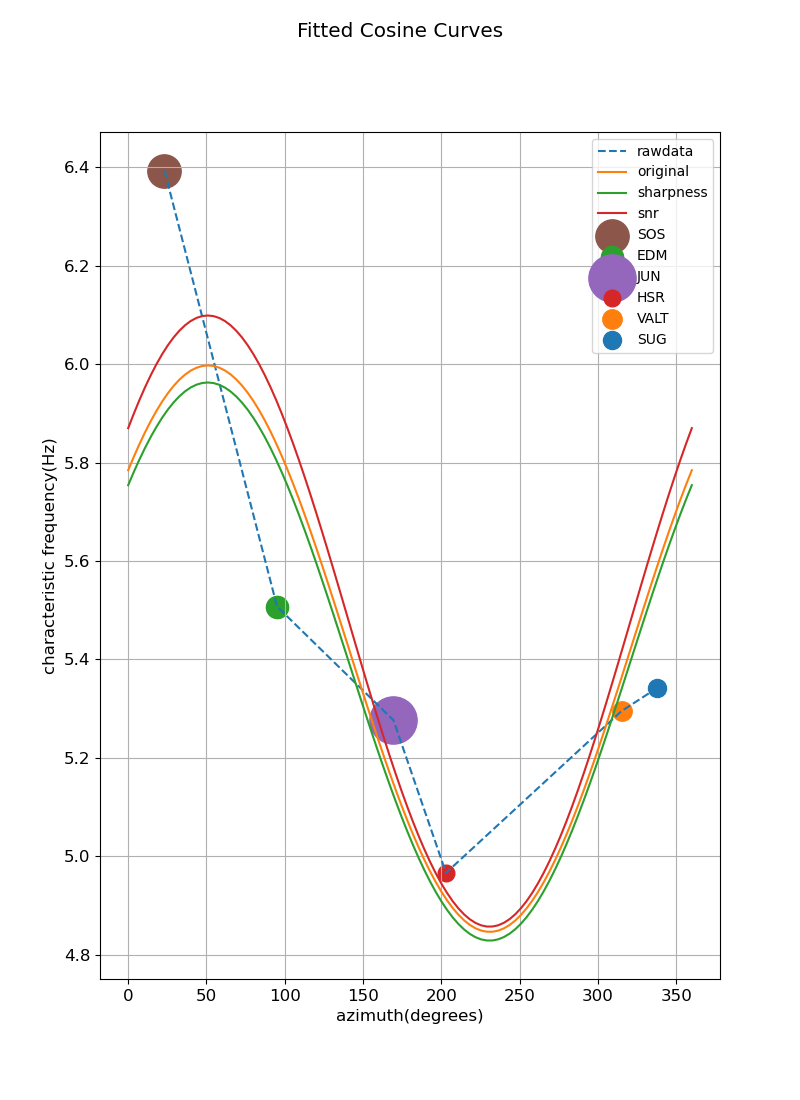 Fitted Cosine Curves
rawdata
original
sharpness
snr
SOS
EDM
JUN
HSR
VALT
SUG
characteristic frequency(Hz)
6.4
6.2
6.0
5.8
5.6
5.4
5.2
5.0
4.8
0 50 100 150 200 250 300 350
azimuth(degrees)